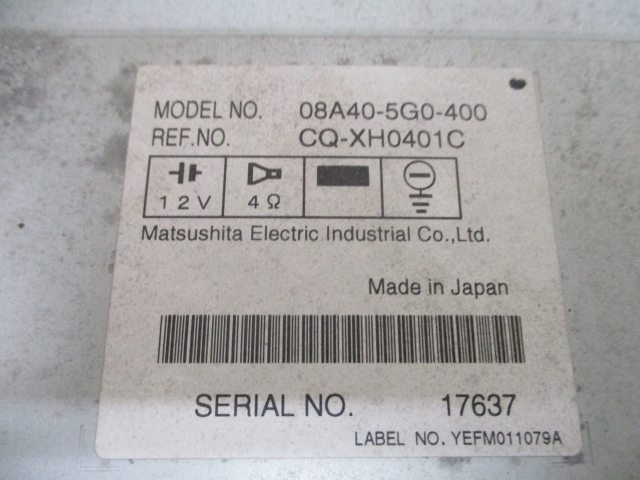 MODEL NO. 08A40-5G0-400
REF.NO. CQ-XH0401C
12V 4Ω
Matsushita Electric Industrial Co.,Ltd.
Made in Japan
SERIAL NO. 17637
LABEL NO. YEFM011079A